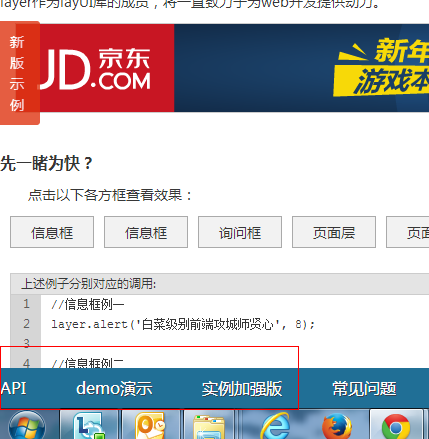 layer作为layUI库的成员，将一直致力于为web开发提供动力。
新版示例
JD.COM 京东
新年
游戏本
先一睹为快？
点击以下各方框查看效果：
信息框 信息框 询问框 页面层
上述例子分别对应的调用:
1 //信息框例一
2 layer.alert('白菜级别前端攻城师贤心', 8);
3
4 //信息框例二
API demo演示 实例加强版 常见问题